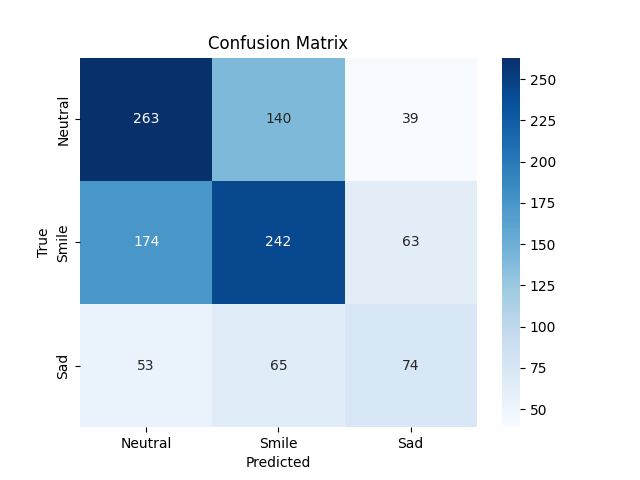 Confusion Matrix
Neutral
263 140 39
Smile
174 242 63
Sad
53 65 74
True
Neutral Smile Sad
Predicted
250
225
200
175
150
125
100
75
50